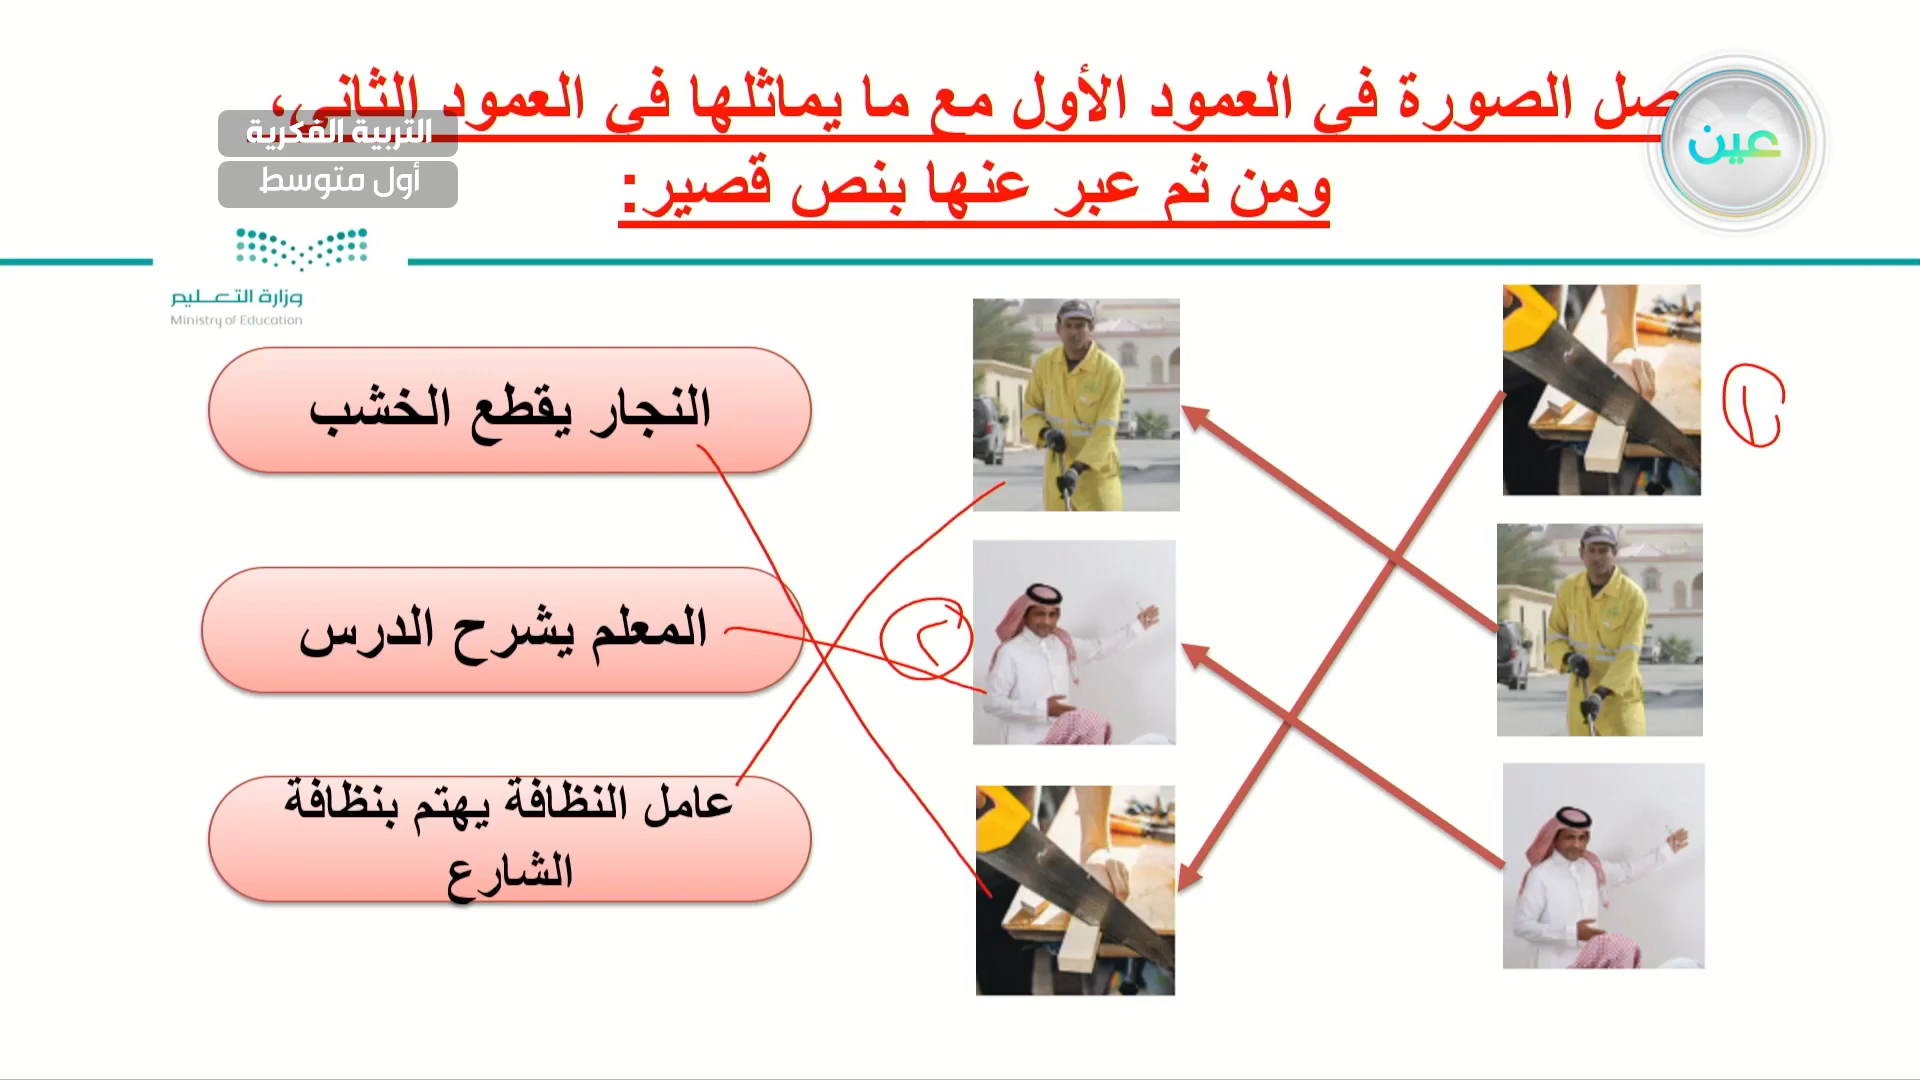 صل الصورة في العمود الأول مع ما يماثلها في العمود الثاني،
ومن ثم عبر عنها بنص قصير:
عين
التربية الفكرية
أول متوسط
وزارة التعليم
Ministry of Education
النجار يقطع الخشب
المعلم يشرح الدرس
عامل النظافة يهتم بنظافة
الشارع
١
٢